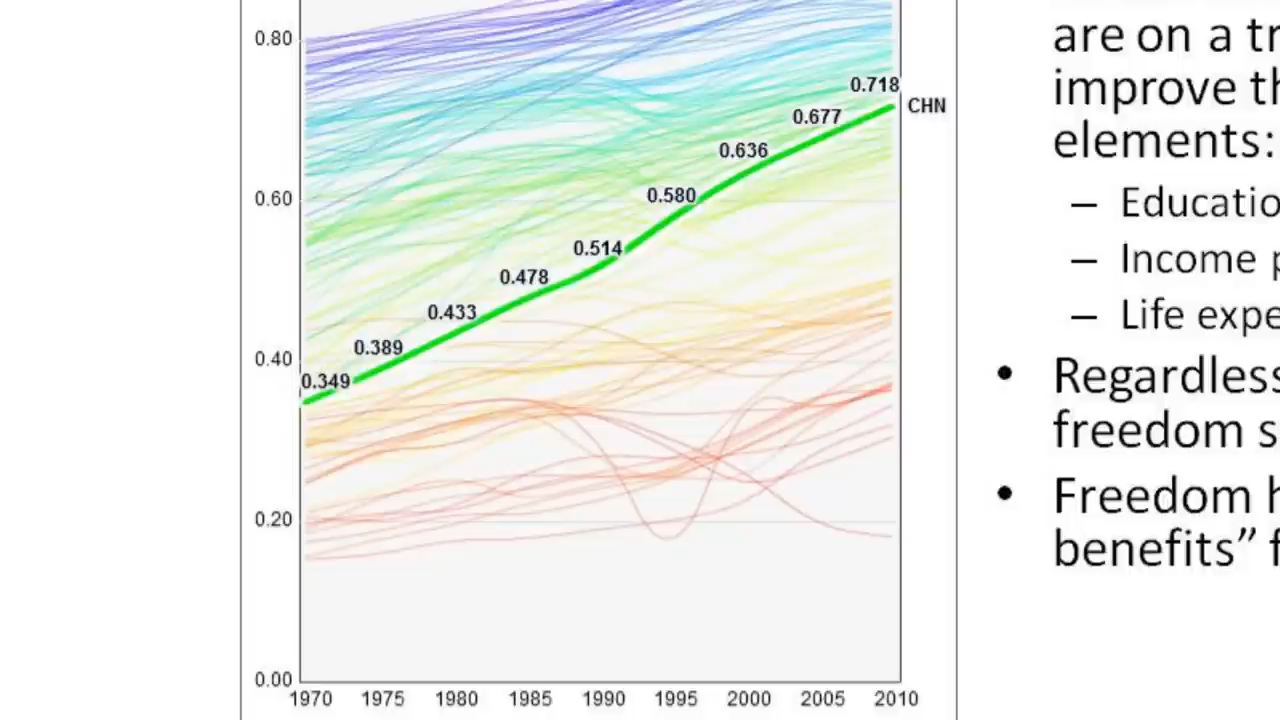 0.80
0.60
0.40
0.20
0.00
0.349
0.389
0.433
0.478
0.514
0.580
0.636
0.677
0.718
CHN
1970 1975 1980 1985 1990 1995 2000 2005 2010
are on a tr
improve th
elements:
– Educatio
– Income p
– Life expe
• Regardless
freedom s
• Freedom h
benefits” f